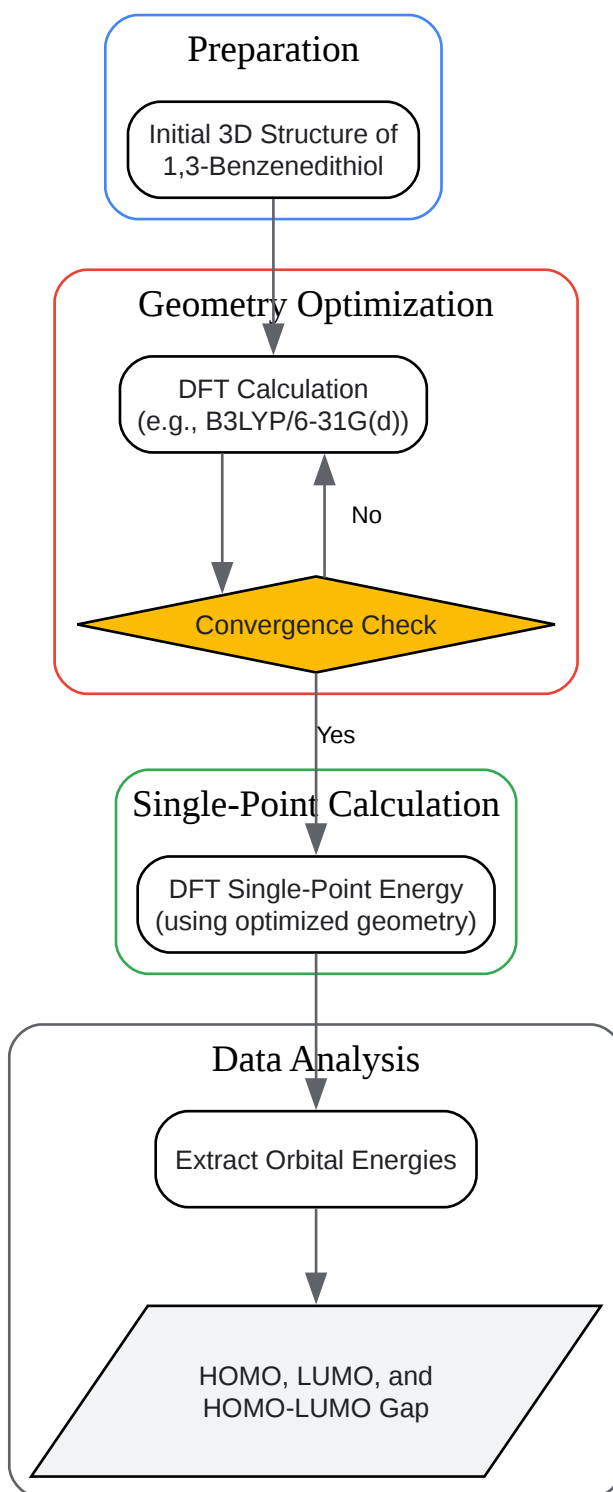 Preparation
Initial 3D Structure of
1,3-Benzenedithiol
Geometry Optimization
DFT Calculation
(e.g., B3LYP/6-31G(d))
No
Convergence Check
Yes
Single-Point Calculation
DFT Single-Point Energy
(using optimized geometry)
Data Analysis
Extract Orbital Energies
HOMO, LUMO, and
HOMO-LUMO Gap